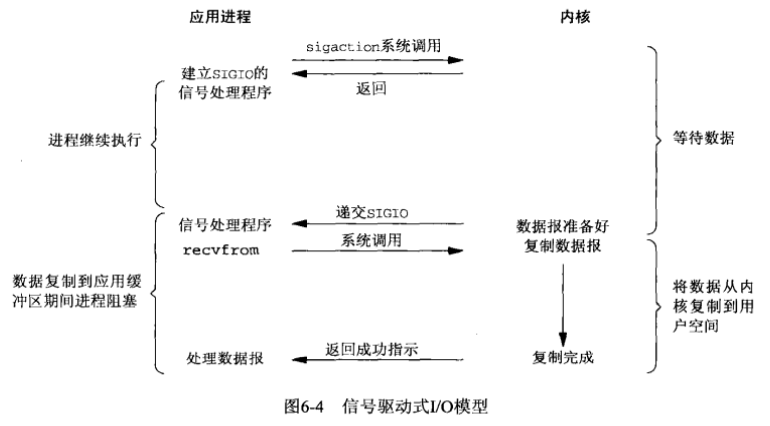 应用进程
内核
sigaction系统调用
建立SIGIO的
信号处理程序
返回
进程继续执行
等待数据
递交SIGIO
信号处理程序
数据报准备好
系统调用
recvfrom
复制数据报
数据复制到应用缓
冲区期间进程阻塞
将数据从内
核复制到用
户空间
返回成功指示
处理数据报
复制完成
图6-4 信号驱动式I/O模型